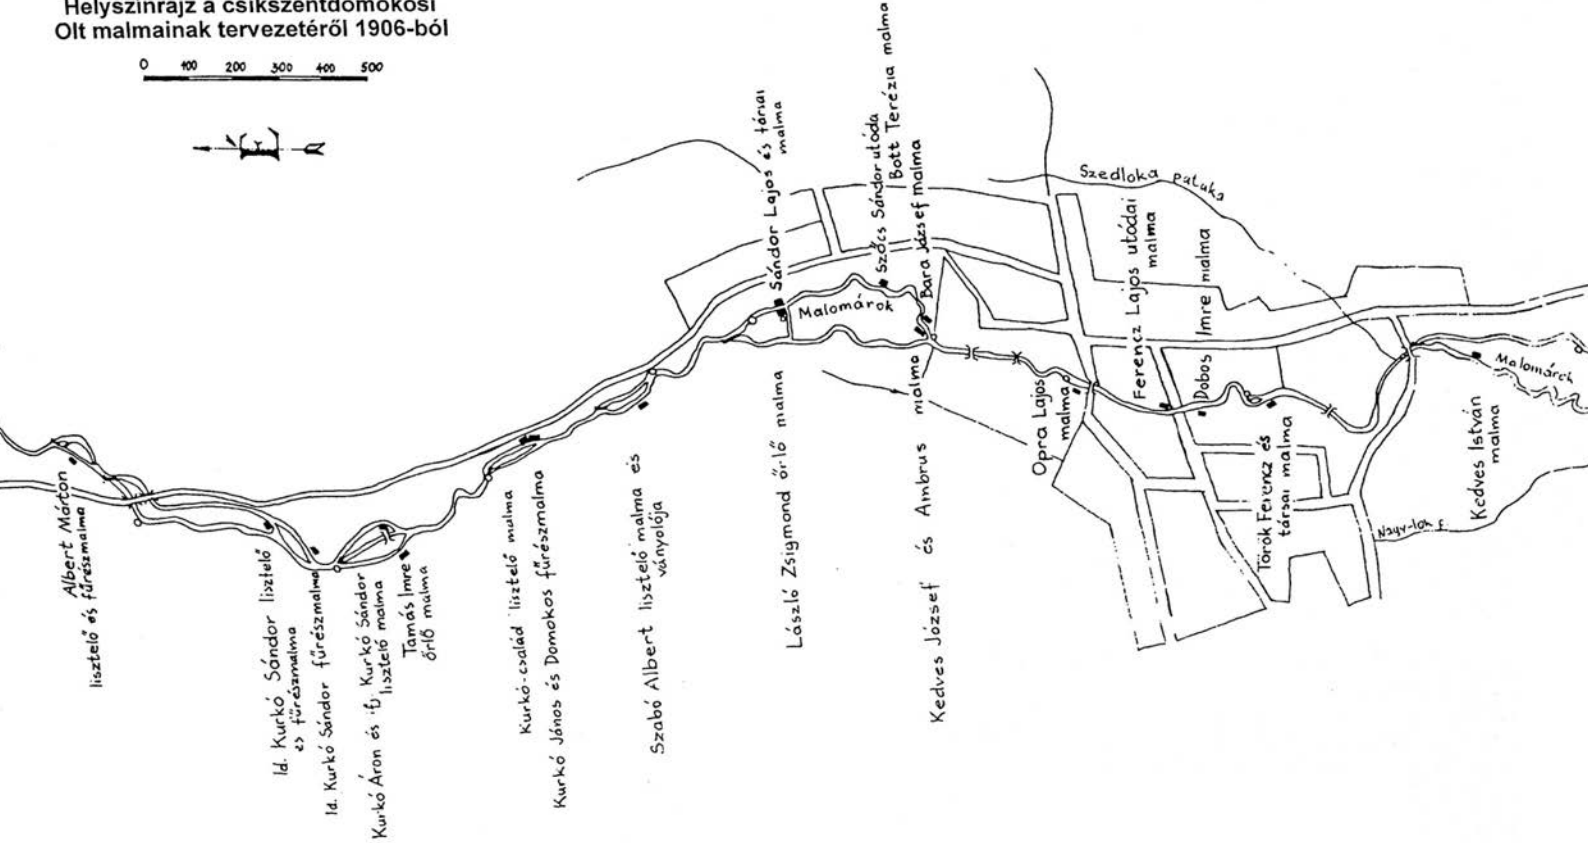 Helyszínrajz a csíkszentdomokosi
Olt malmainak tervezetéről 1906-ból
0 100 200 300 400 500
Albert Márton
lisztelő és fűrészmalma
Id. Kurkó Sándor lisztelő
és fűrészmalma
Id. Kurkó Sándor fűrészmalma
Kurkó Áron és ifj. Kurkó Sándor
lisztelő malma
Tamás Imre
őrlő malma
Kurkó-család lisztelő malma
Kurkó János és Domokos fűrészmalma
Szabó Albert lisztelő malma és
ványolója
Sándor Lajos és társai
malma
László Zsigmond őrlő malma
Malomárok
Szőcs Sándor utóda
Bott Terézia malma
Bara József malma
Kedves József és Ambrus malma
Opra Lajos
malma
Szedloka pataka
Ferencz Lajos utódai
malma
Dobos Imre malma
Török Ferencz és
társai malma
Nagy-lok f.
Kedves István
malma
Malomárok